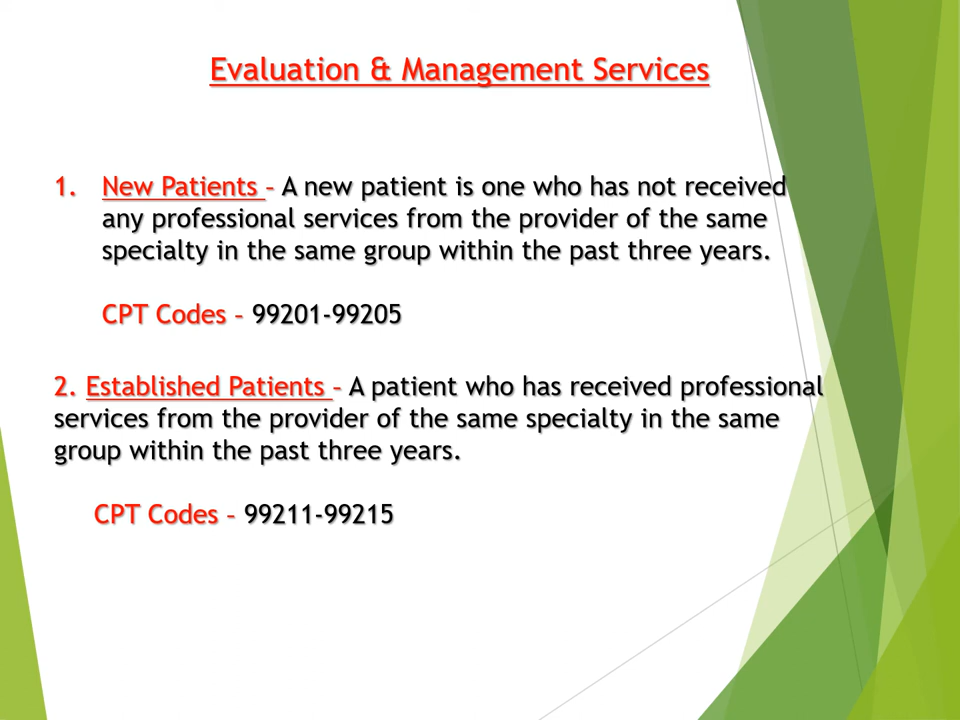 Evaluation & Management Services
1. New Patients – A new patient is one who has not received
any professional services from the provider of the same
specialty in the same group within the past three years.
CPT Codes – 99201-99205
2. Established Patients – A patient who has received professional
services from the provider of the same specialty in the same
group within the past three years.
CPT Codes – 99211-99215